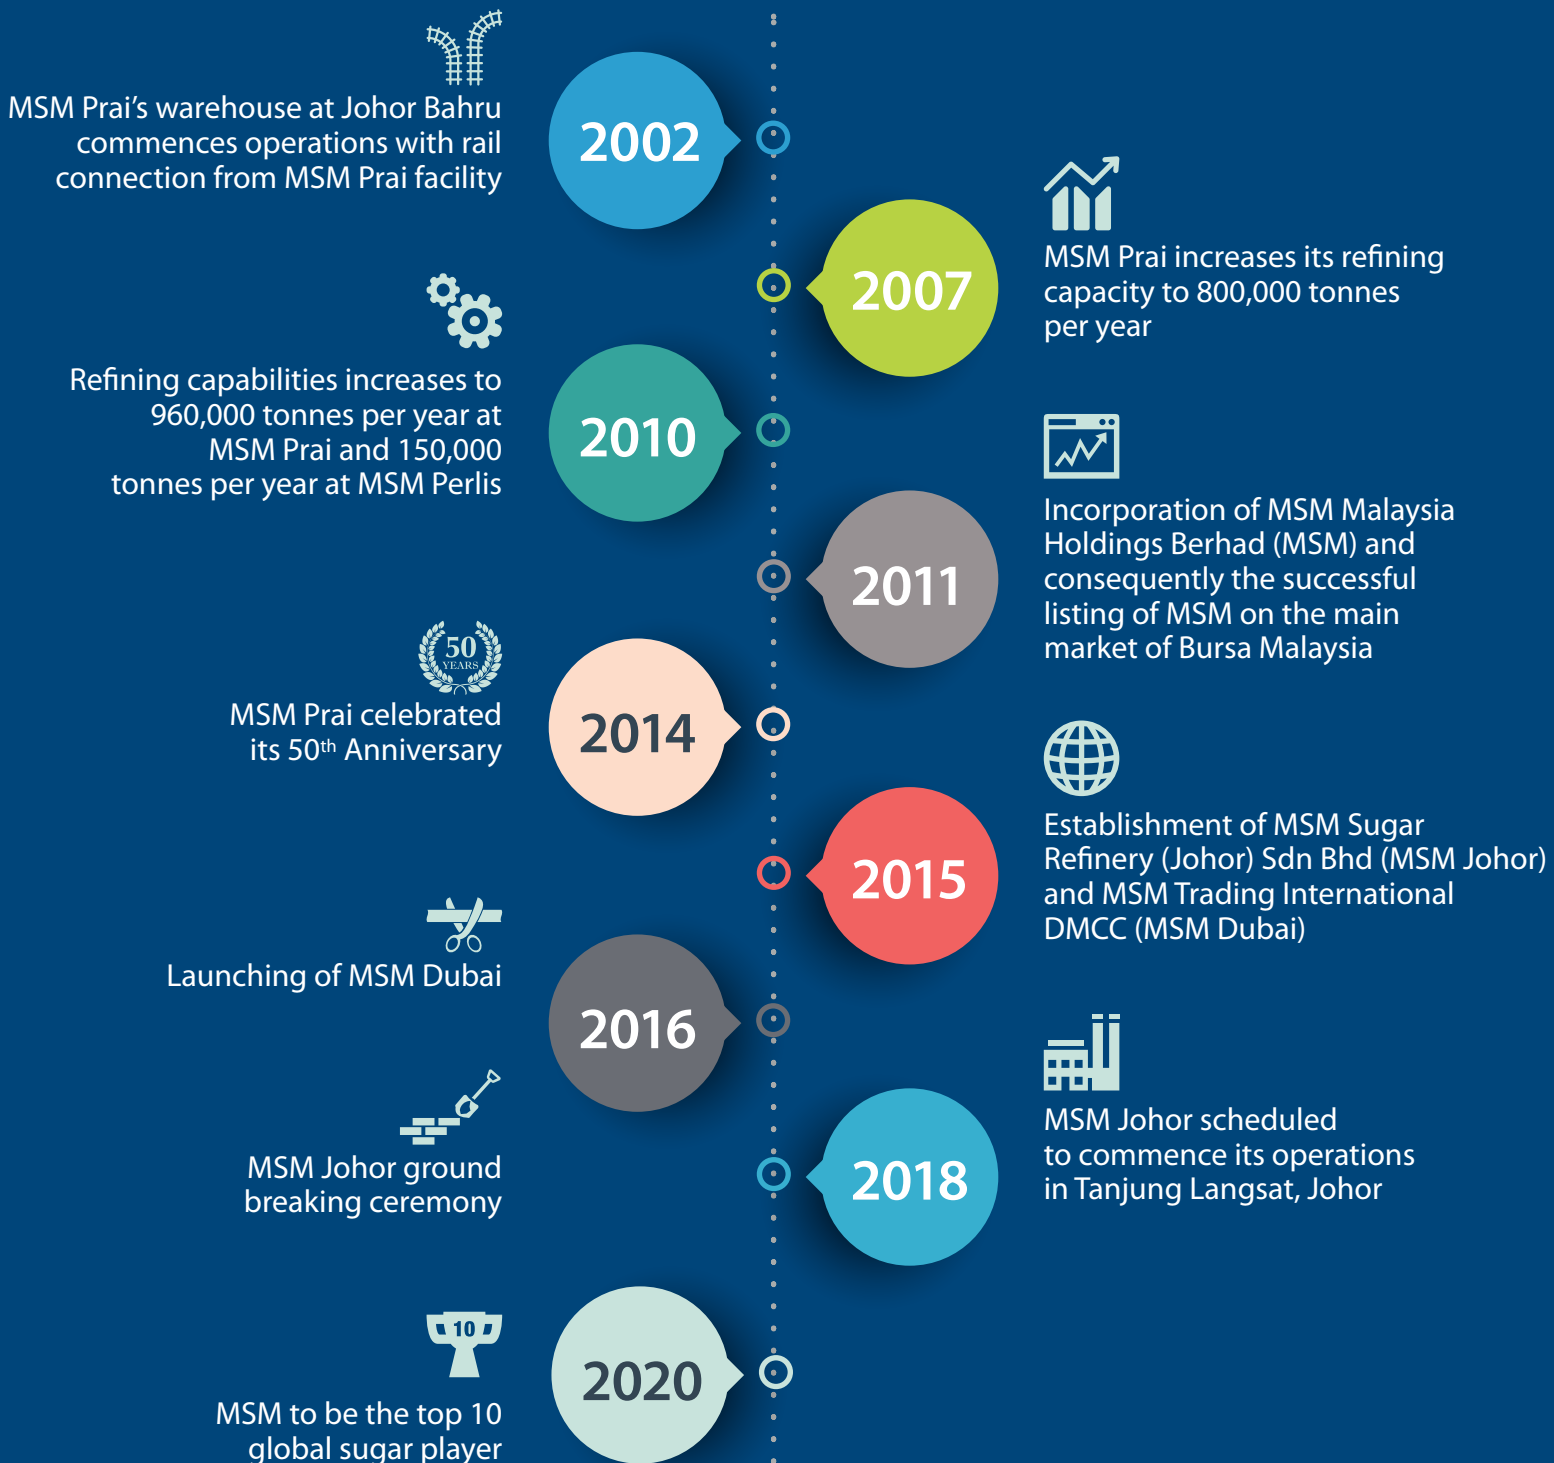 MSM Prai’s warehouse at Johor Bahru
commences operations with rail
connection from MSM Prai facility
2002
2007
MSM Prai increases its refining
capacity to 800,000 tonnes
per year
Refining capabilities increases to
960,000 tonnes per year at
MSM Prai and 150,000
tonnes per year at MSM Perlis
2010
2011
Incorporation of MSM Malaysia
Holdings Berhad (MSM) and
consequently the successful
listing of MSM on the main
market of Bursa Malaysia
50
YEARS
MSM Prai celebrated
its 50th Anniversary
2014
2015
Establishment of MSM Sugar
Refinery (Johor) Sdn Bhd (MSM Johor)
and MSM Trading International
DMCC (MSM Dubai)
Launching of MSM Dubai
2016
MSM Johor ground
breaking ceremony
2018
MSM Johor scheduled
to commence its operations
in Tanjung Langsat, Johor
10
MSM to be the top 10
global sugar player
2020